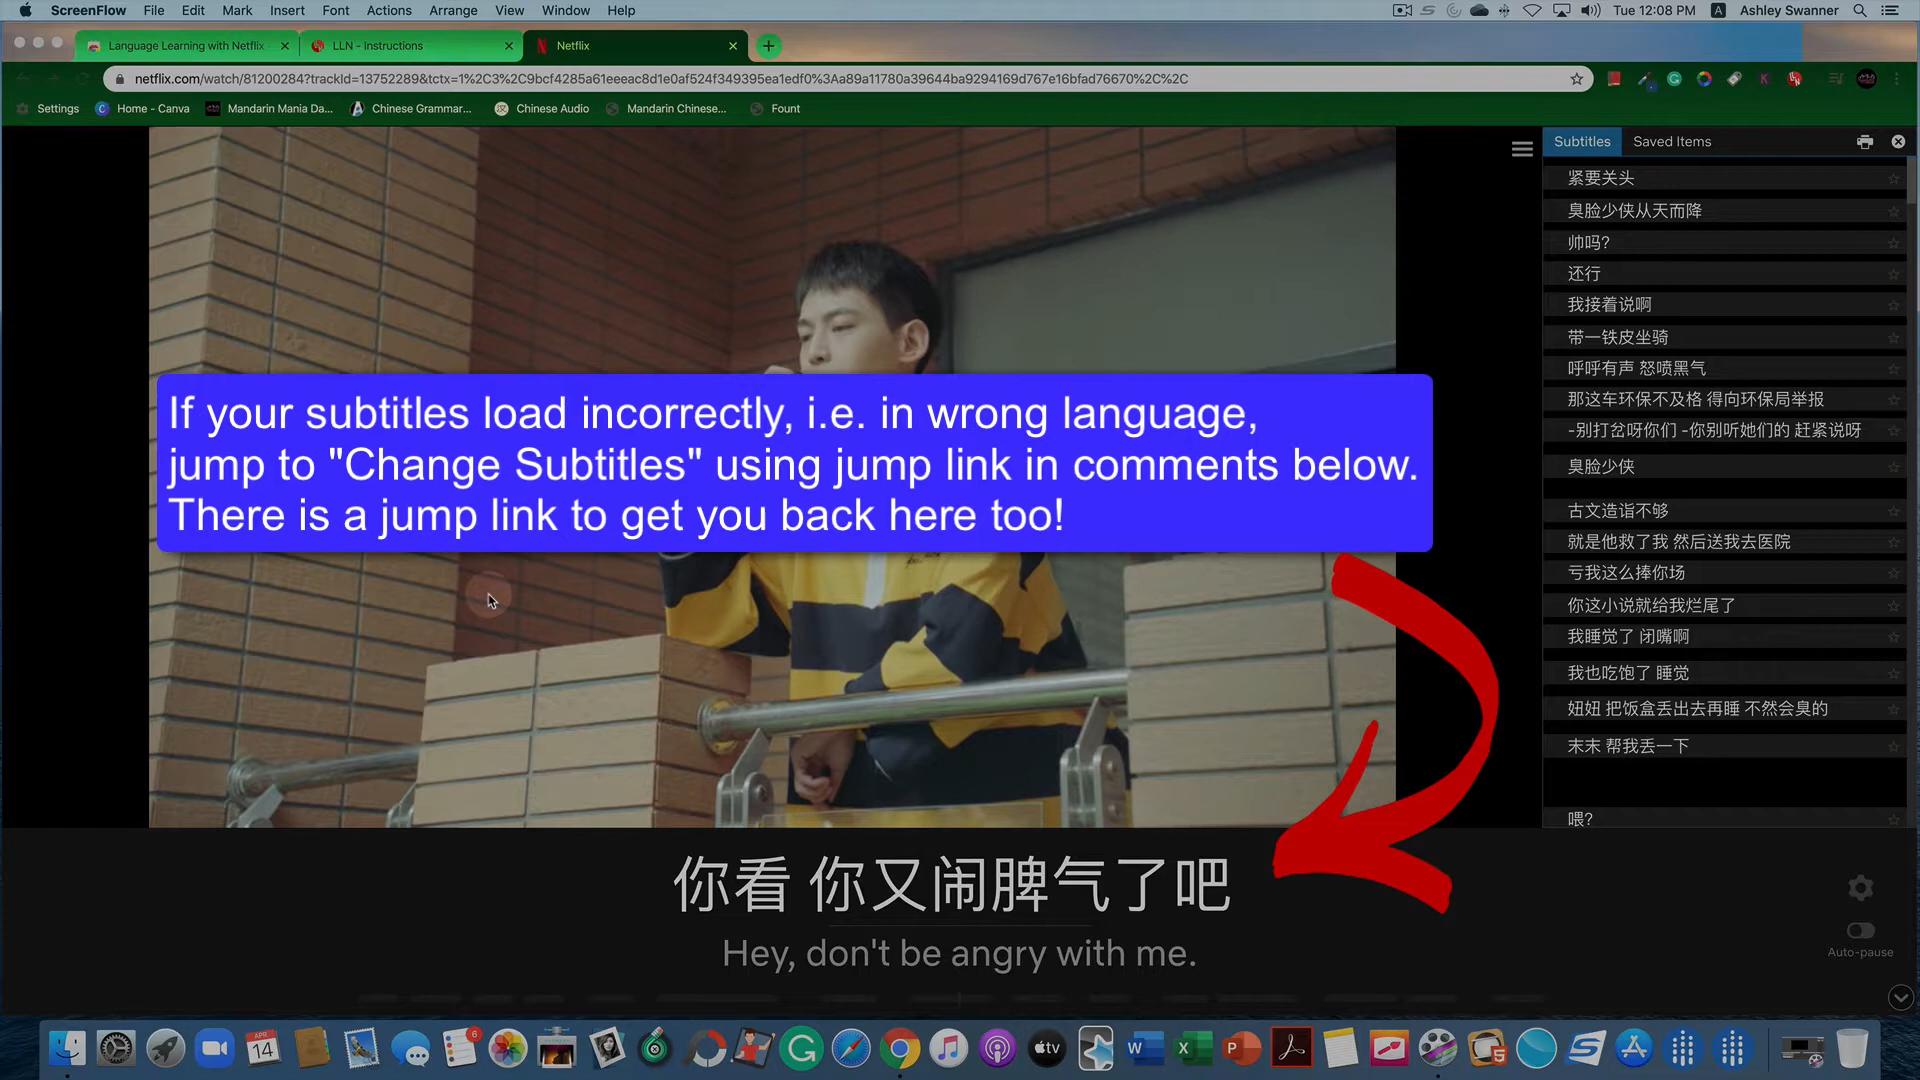 ScreenFlow File Edit Mark Insert Font Actions Arrange View Window Help Tue 12:08 PM A Ashley Swanner
Language Learning with Netflix LLN - Instructions Netflix
netflix.com/watch/81200284?trackId=13752289&tctx=1%2C3%2C9bcf4285a61eeeac8d1e0af524f349395ea1edf0%3Aa89a11780a39644ba9294169d767e16bfad76670%2C%2C
Settings Home - Canva Mandarin Mania Da... Chinese Grammar... Chinese Audio Mandarin Chinese... Fount
Subtitles Saved Items
紧要关头
臭脸少侠从天而降
帅吗?
还行
我接着说啊
带一铁皮坐骑
呼呼有声 怒喷黑气
那这车环保不及格 得向环保局举报
-别打岔呀你们 -你别听她们的 赶紧说呀
臭脸少侠
古文造诣不够
就是他救了我 然后送我去医院
亏我这么捧你场
你这小说就给我烂尾了
我睡觉了 闭嘴啊
我也吃饱了 睡觉
妞妞 把饭盒丢出去再睡 不然会臭的
末末 帮我丢一下
喂?
If your subtitles load incorrectly, i.e. in wrong language,
jump to "Change Subtitles" using jump link in comments below.
There is a jump link to get you back here too!
你看 你又闹脾气了吧
Hey, don't be angry with me.
Auto-pause
APR
14
6
tv
W
X
P
5